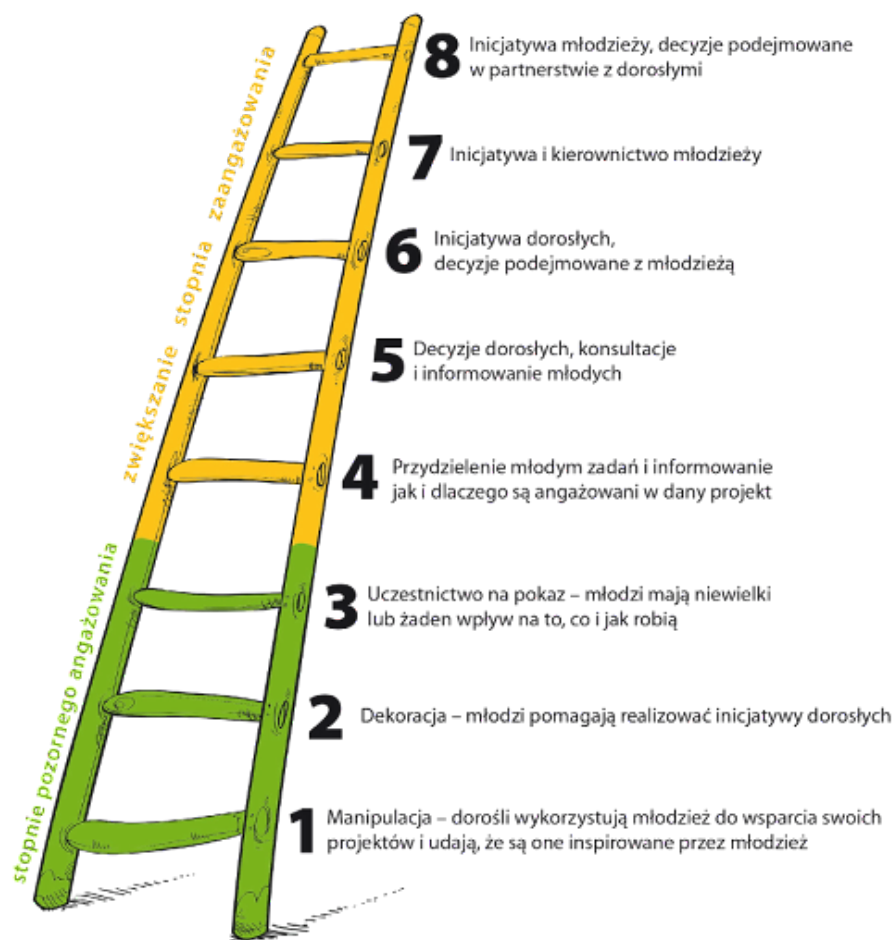 8 Inicjatywa młodzieży, decyzje podejmowane
w partnerstwie z dorosłymi
7 Inicjatywa i kierownictwo młodzieży
6 Inicjatywa dorosłych,
decyzje podejmowane z młodzieżą
5 Decyzje dorosłych, konsultacje
i informowanie młodych
4 Przydzielenie młodym zadań i informowanie
jak i dlaczego są angażowani w dany projekt
3 Uczestnictwo na pokaz – młodzi mają niewielki
lub żaden wpływ na to, co i jak robią
2 Dekoracja – młodzi pomagają realizować inicjatywy dorosłych
1 Manipulacja – dorośli wykorzystują młodzież do wsparcia swoich
projektów i udają, że są one inspirowane przez młodzież
zwiększanie stopnia zaangażowania
stopnie pozornego angażowania